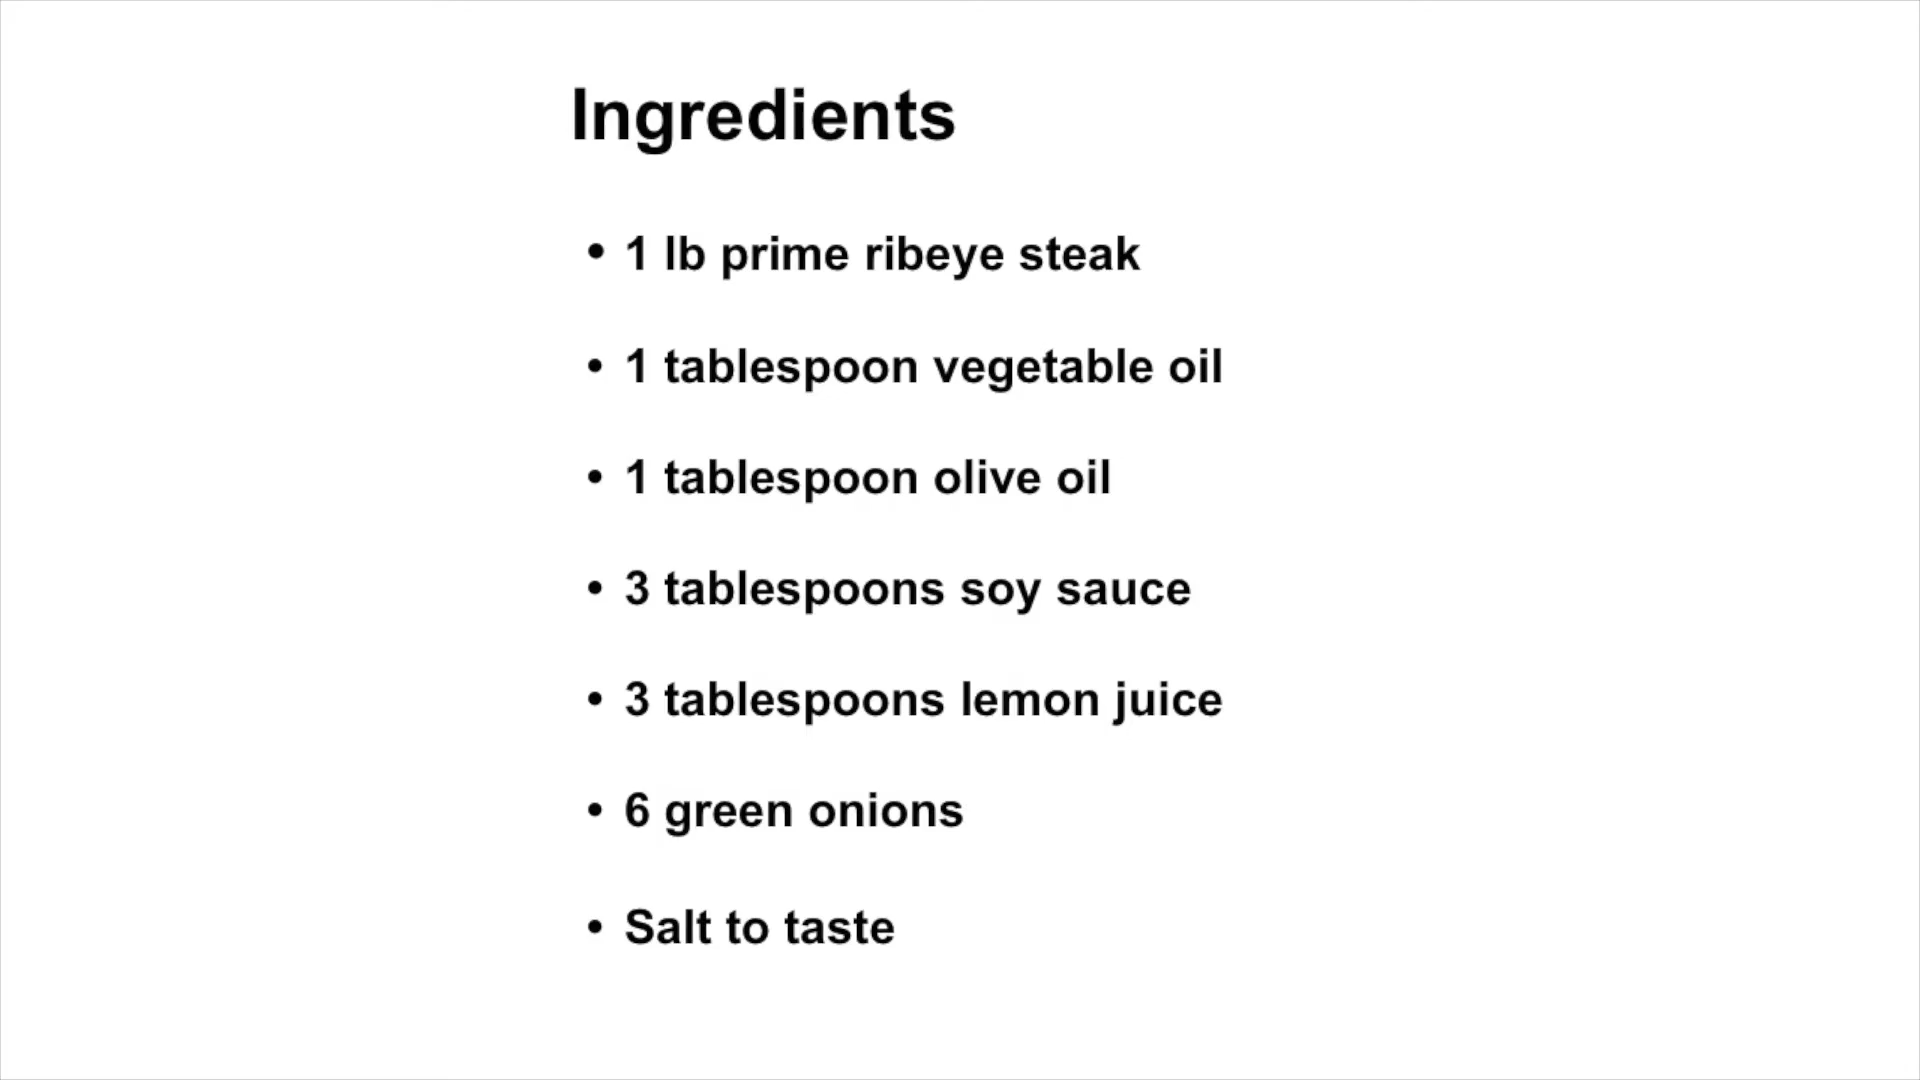 Ingredients
• 1 lb prime ribeye steak
• 1 tablespoon vegetable oil
• 1 tablespoon olive oil
• 3 tablespoons soy sauce
• 3 tablespoons lemon juice
• 6 green onions
• Salt to taste